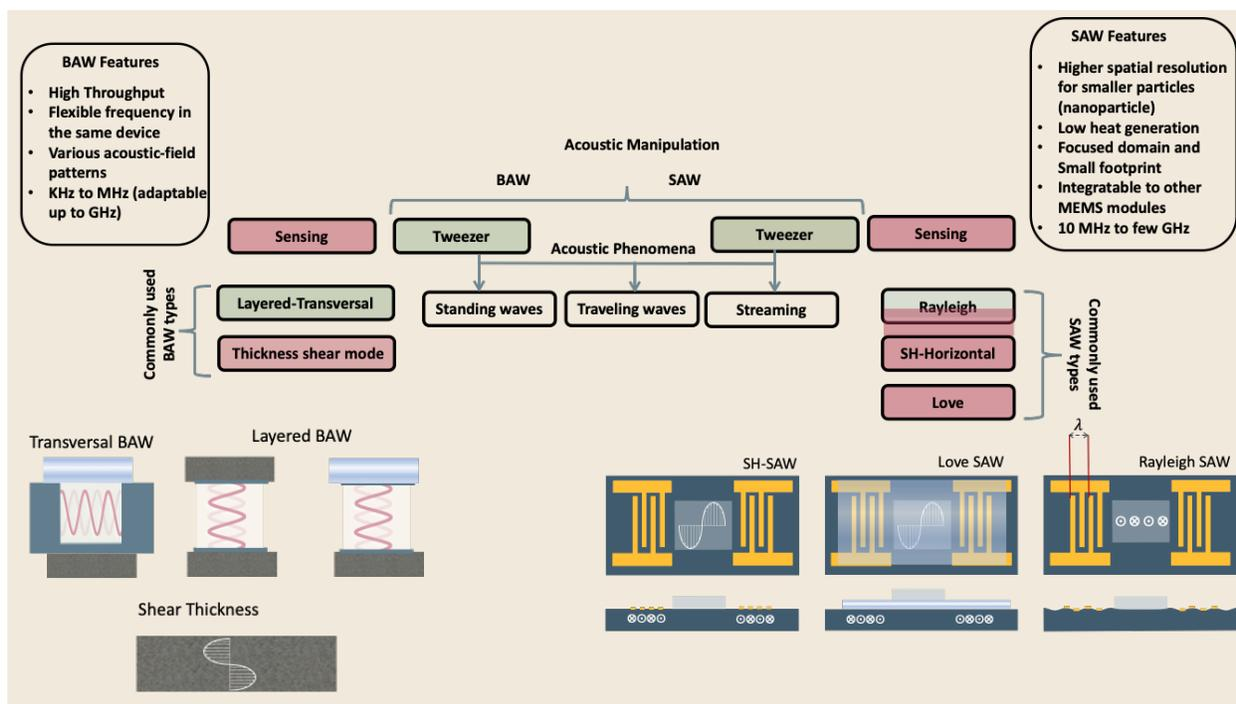 BAW Features
• High Throughput
• Flexible frequency in
the same device
• Various acoustic-field
patterns
• KHz to MHz (adaptable
up to GHz)
SAW Features
• Higher spatial resolution
for smaller particles
(nanoparticle)
• Low heat generation
• Focused domain and
Small footprint
• Integratable to other
MEMS modules
• 10 MHz to few GHz
Acoustic Manipulation
BAW SAW
Sensing
Tweezer
Tweezer
Sensing
Acoustic Phenomena
Standing waves
Traveling waves
Streaming
Commonly used
BAW types
Layered-Transversal
Thickness shear mode
Rayleigh
SH-Horizontal
Love
Commonly used
SAW types
Transversal BAW
Layered BAW
Shear Thickness
SH-SAW
Love SAW
Rayleigh SAW
λ